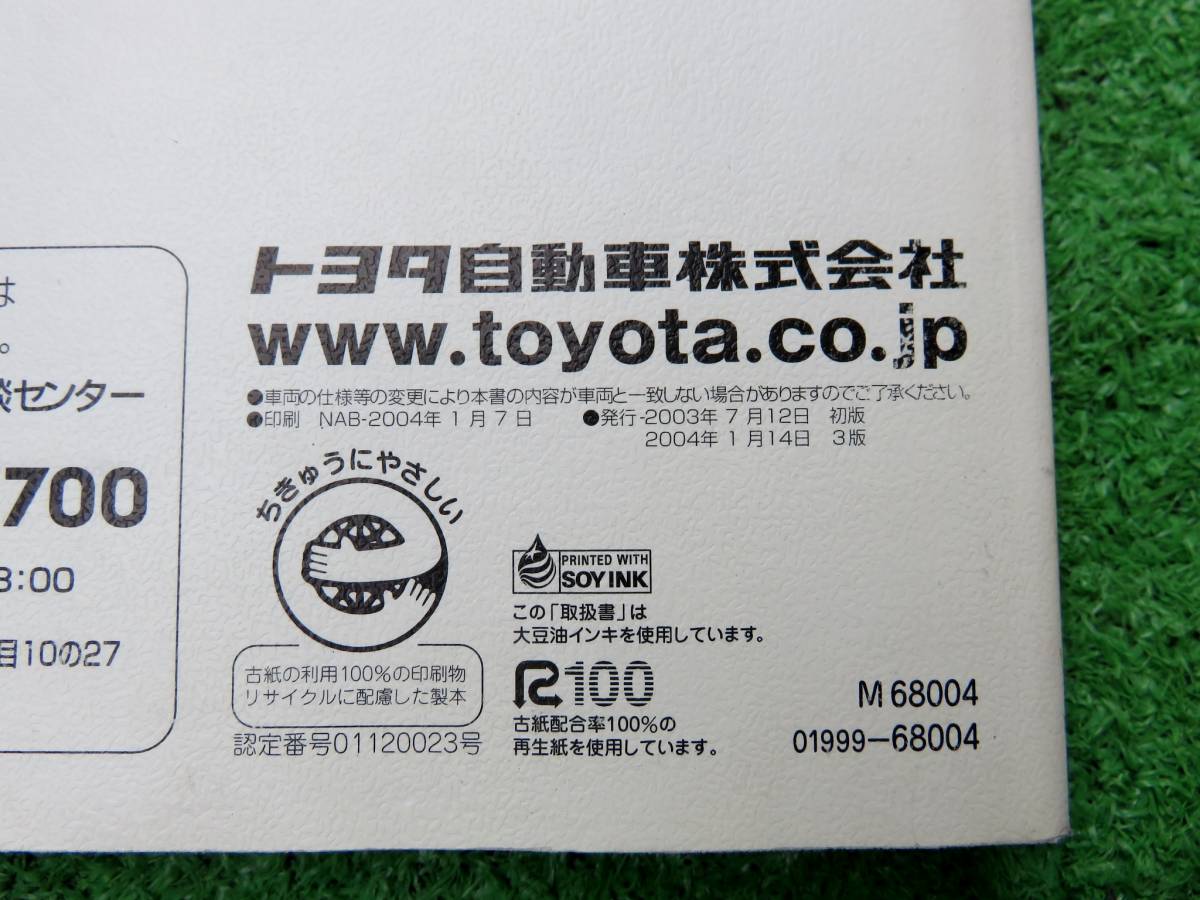 は
。
談センター
700
3:00
目10の27
トヨタ自動車株式会社
www.toyota.co.jp
●車両の仕様等の変更により本書の内容が車両と一致しない場合がありますのでご了承ください。
●印刷 NAB-2004年 1月 7日 ●発行-2003年 7月12日 初版
2004年 1月14日 3版
ちきゅうにやさしい
古紙の利用100%の印刷物
リサイクルに配慮した製本
認定番号01120023号
PRINTED WITH
SOY INK
この「取扱書」は
大豆油インキを使用しています。
R100
古紙配合率100%の
再生紙を使用しています。
M 68004
01999-68004